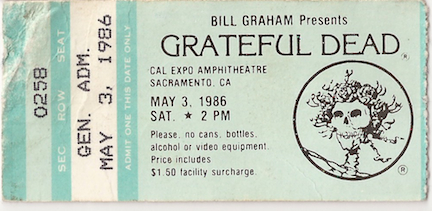 BILL GRAHAM Presents
GRATEFUL DEAD®
CAL EXPO AMPHITHEATRE
SACRAMENTO, CA
MAY 3, 1986
SAT. ★ 2 PM
Please, no cans, bottles,
alcohol or video equipment.
Price includes
$1.50 facility surcharge.
®
SEC ROW SEAT
0258
GEN. ADM.
MAY 3, 1986
ADMIT ONE THIS DATE ONLY